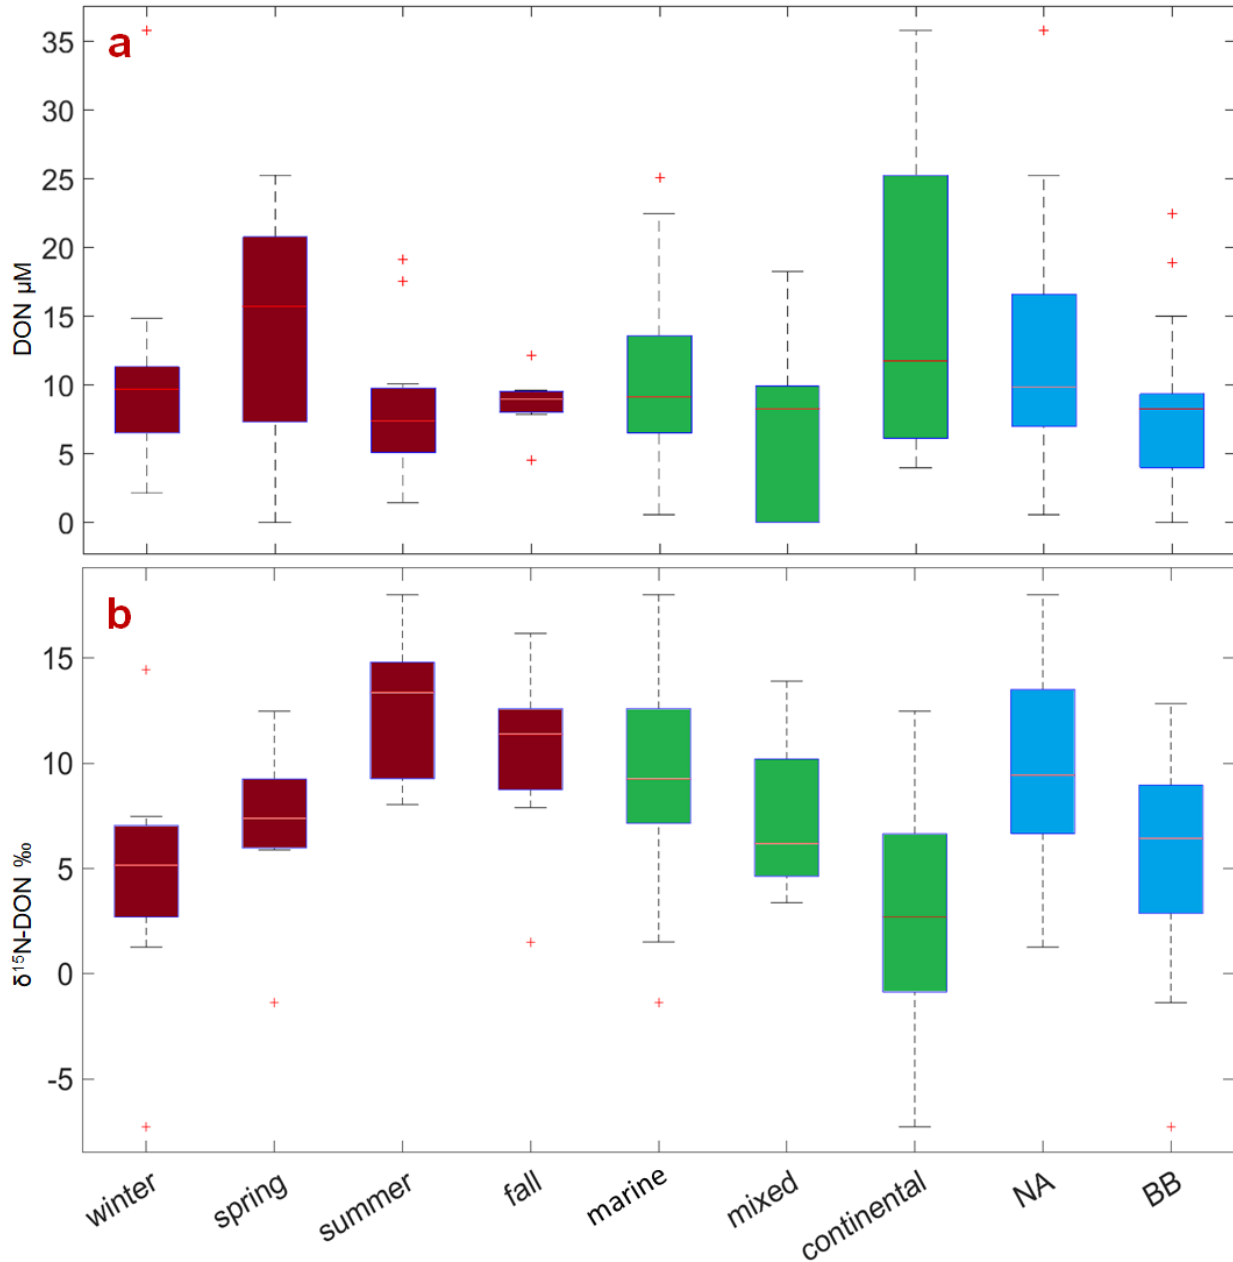 a
35
30
25
20
15
10
5
0
DON µM
b
15
10
5
0
-5
δ¹⁵N-DON ‰
winter
spring
summer
fall
marine
mixed
continental
NA
BB